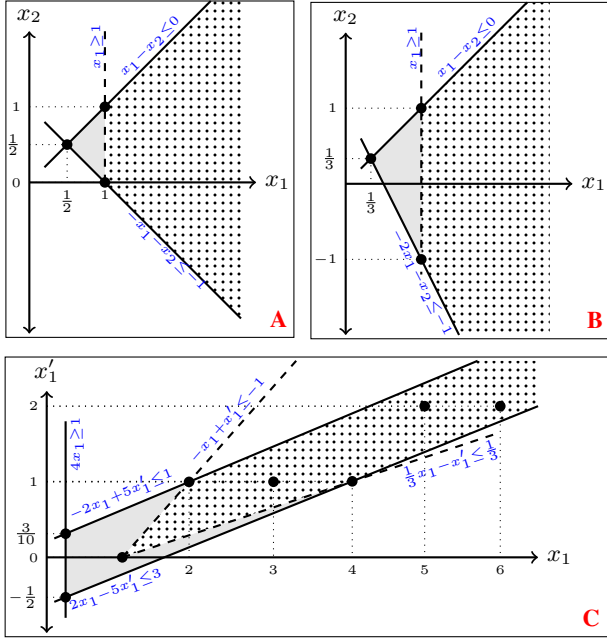 x₂
x₁≥1
x₁−x₂≤0
1
½
0
½
1
x₁
−x₁−x₂≤−1
A
x₂
x₁≥1
x₁−x₂≤0
1
⅓
⅓
x₁
−1
−2x₁−x₂≤−1
B
x′₁
4x₁≥1
−2x₁+5x′₁≤1
−x₁+x′₁≤−1
2
1
3/10
0
−½
2x₁−5x′₁≤3
⅓x₁−x′₁≤⅓
2
3
4
5
6
x₁
C